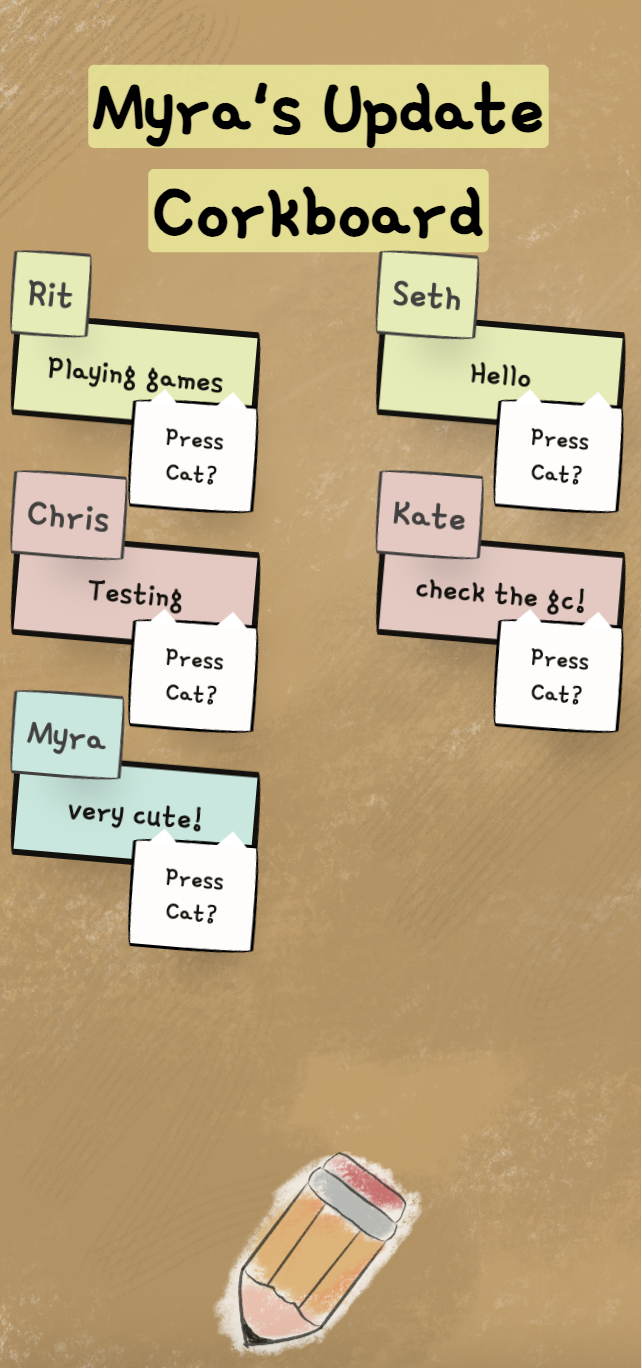 Myra's Update
Corkboard
Rit
Playing games
Press
Cat?
Seth
Hello
Press
Cat?
Chris
Testing
Press
Cat?
Kate
check the gc!
Press
Cat?
Myra
very cute!
Press
Cat?